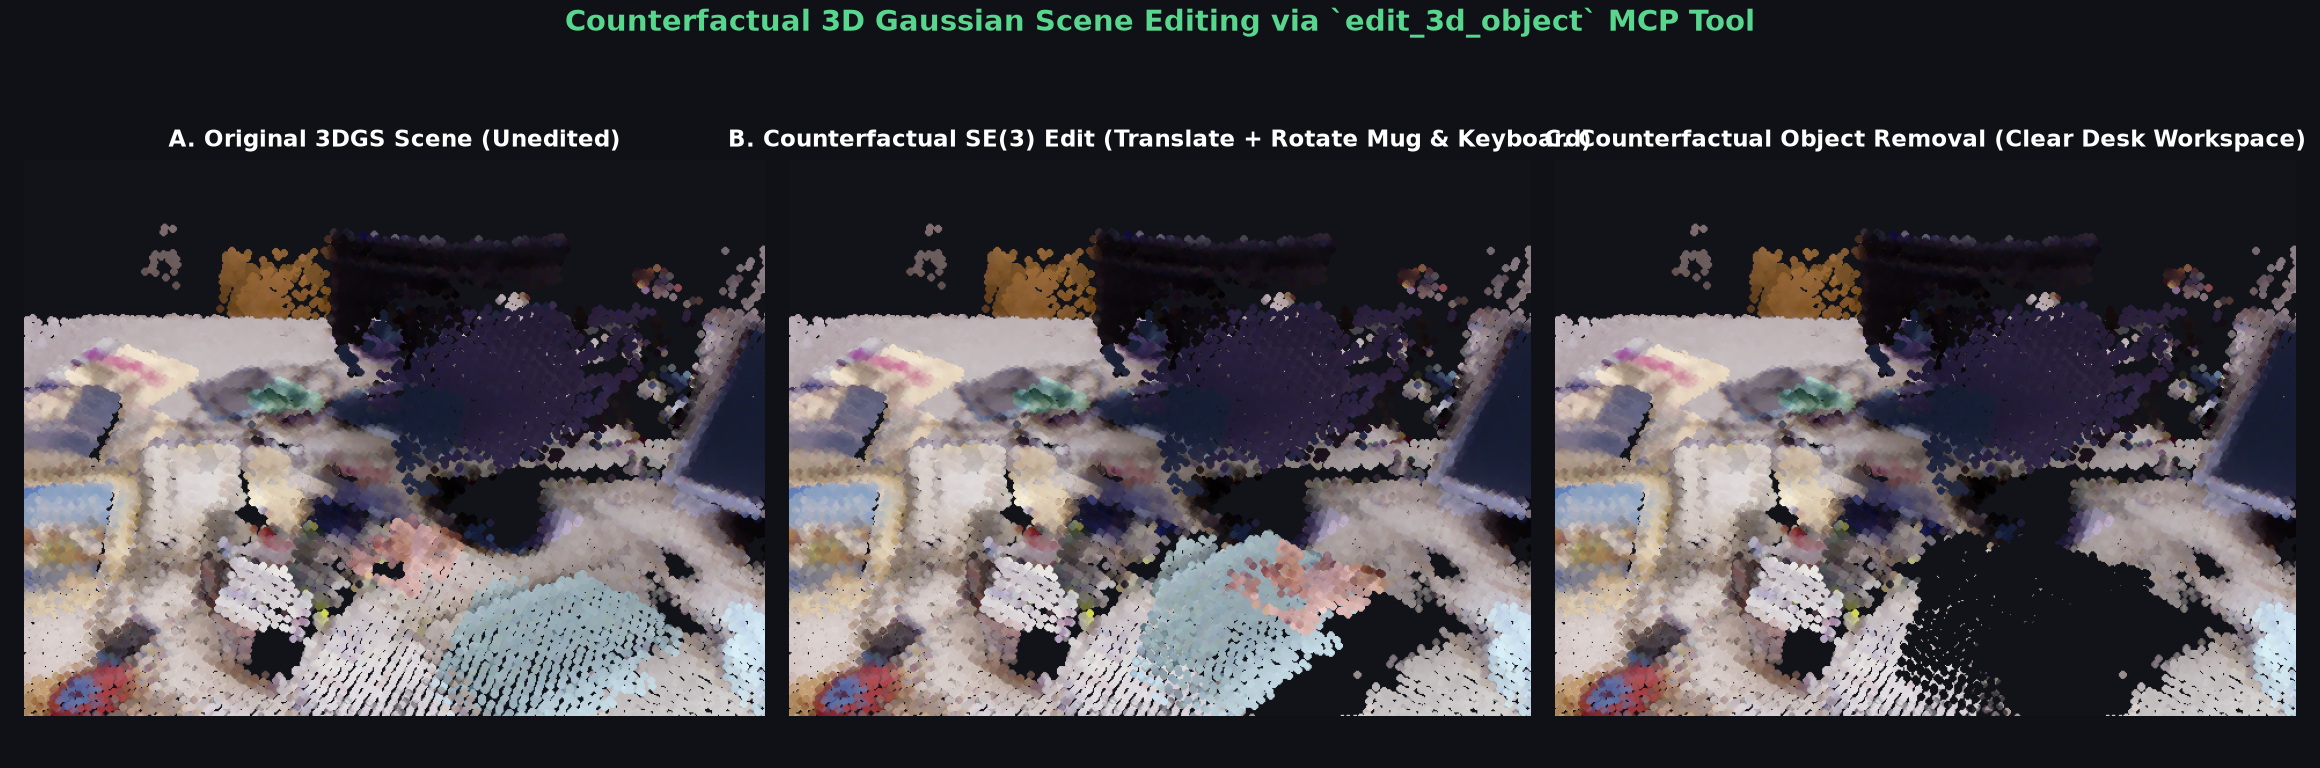 Counterfactual 3D Gaussian Scene Editing via `edit_3d_object` MCP Tool
A. Original 3DGS Scene (Unedited)
B. Counterfactual SE(3) Edit (Translate + Rotate Mug & Keyboard)
C. Counterfactual Object Removal (Clear Desk Workspace)